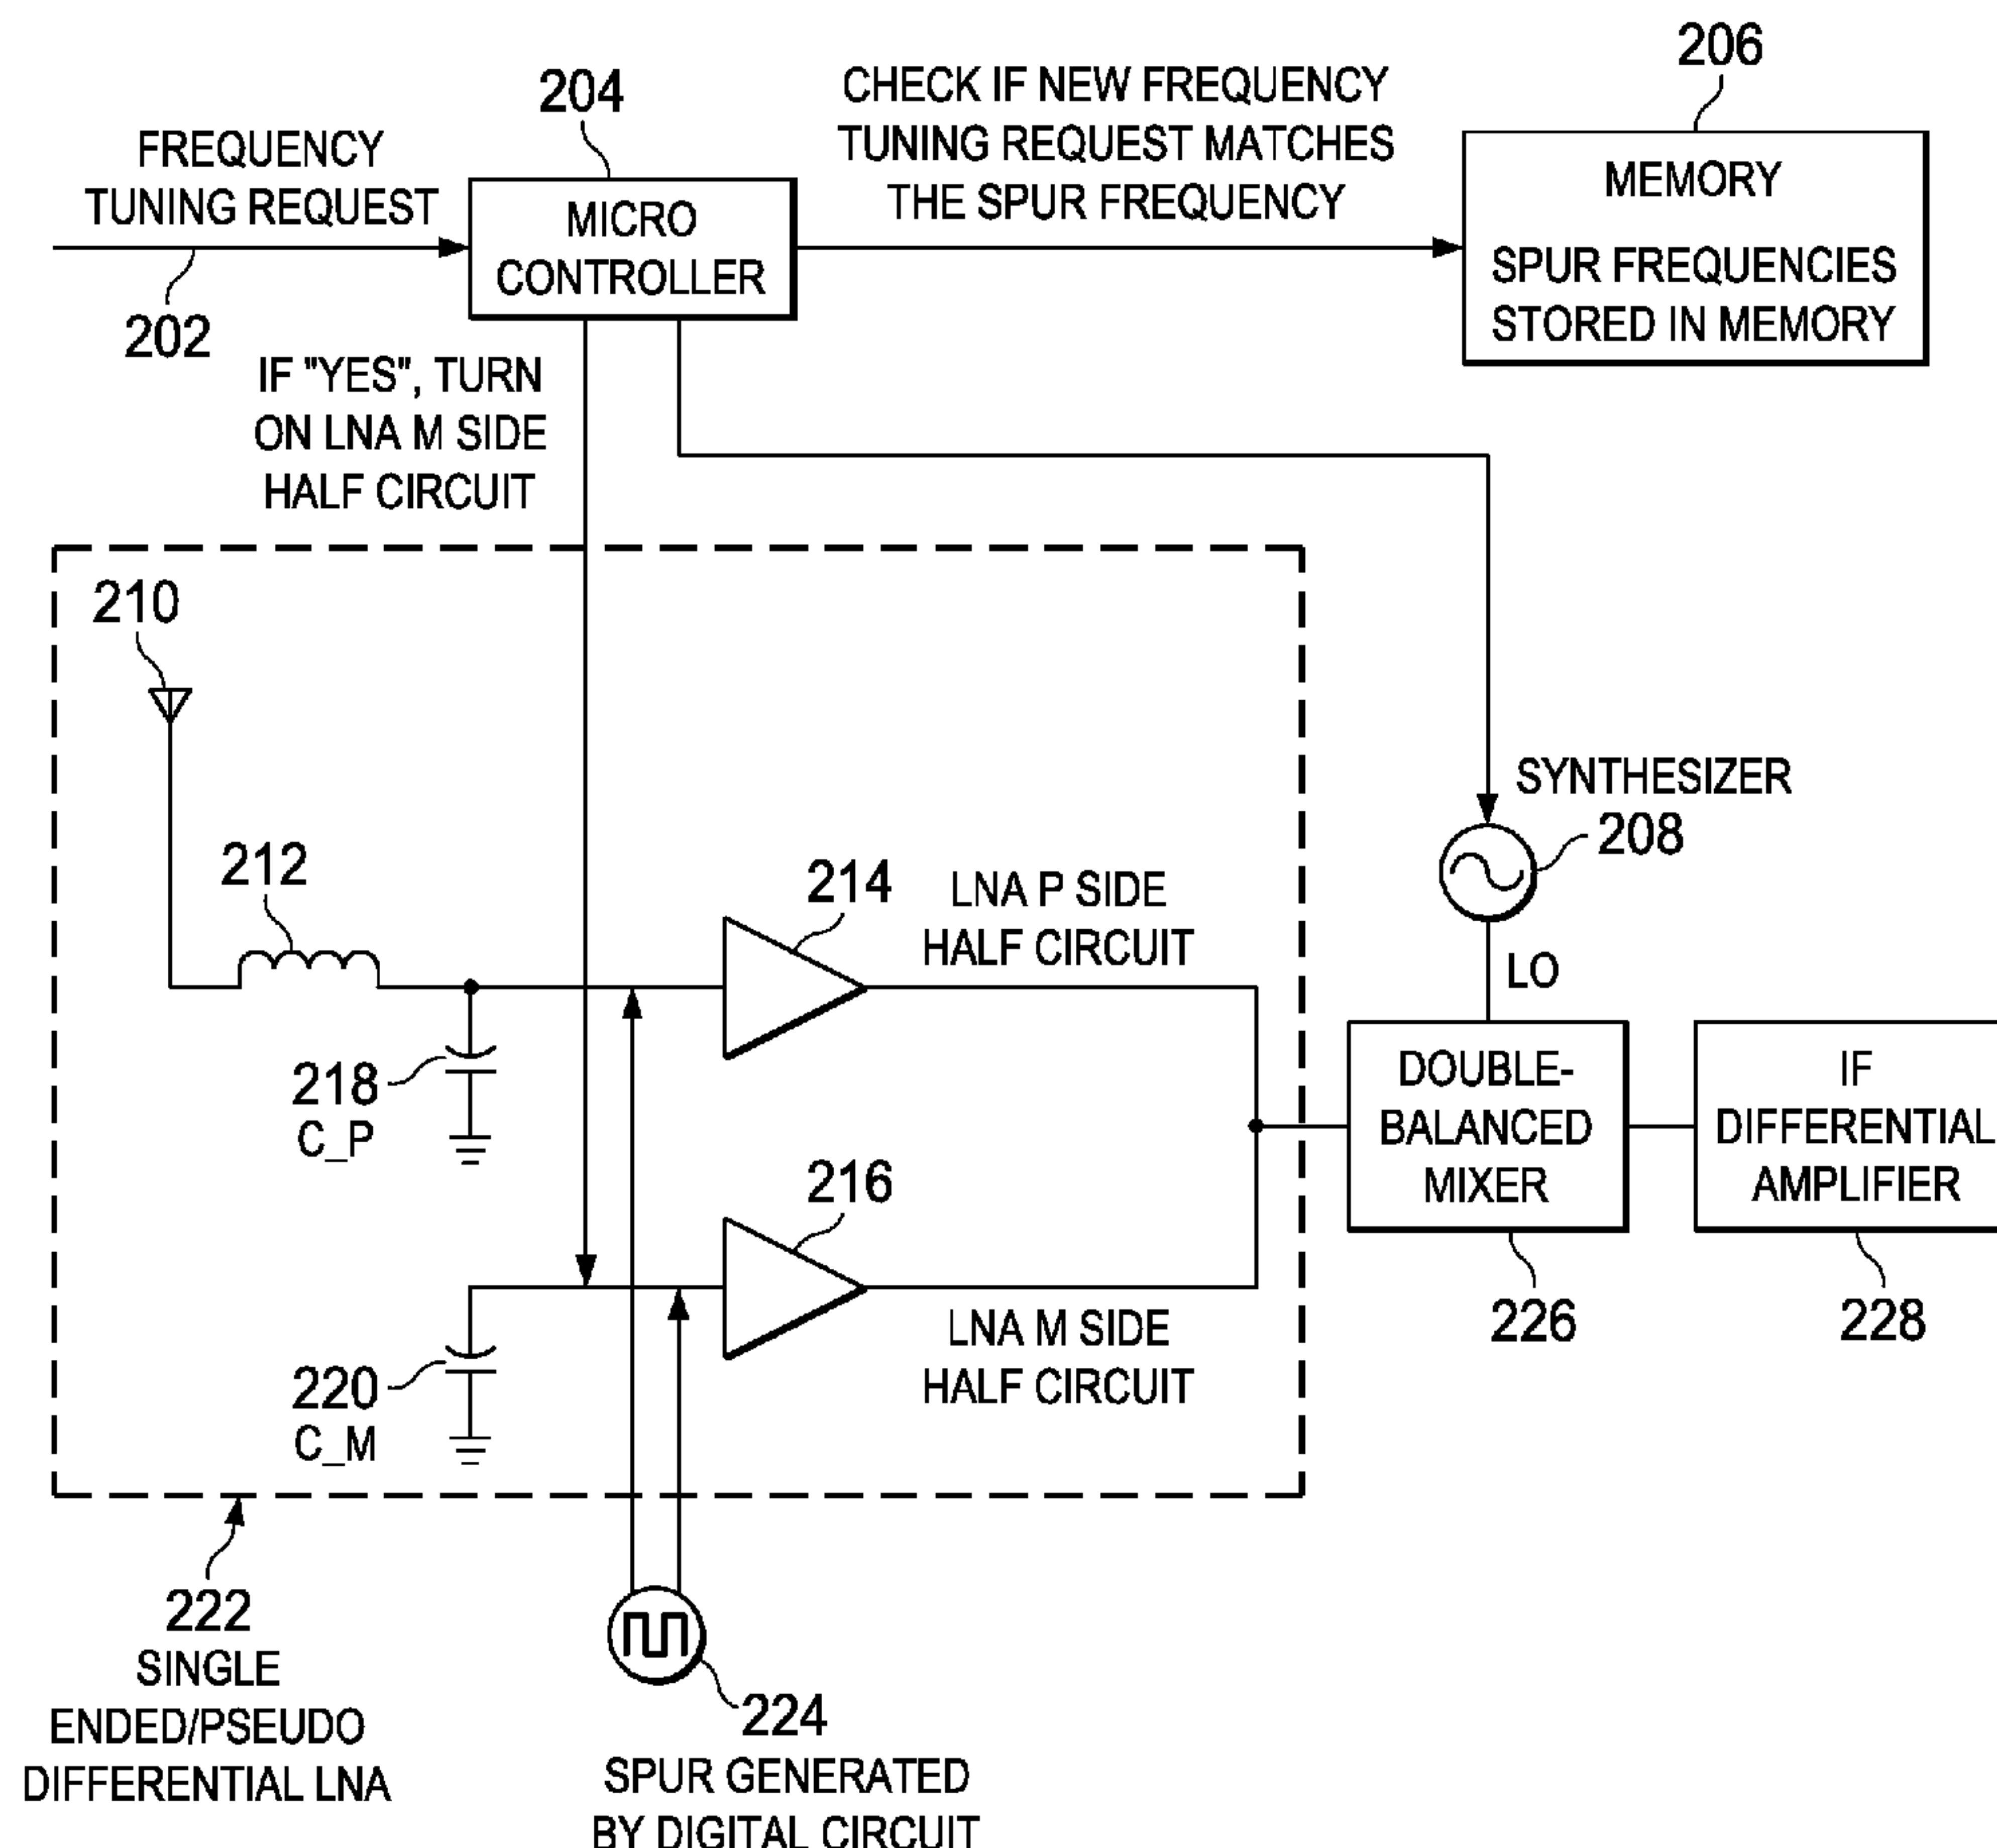 206
204
CHECK IF NEW FREQUENCY
TUNING REQUEST MATCHES
THE SPUR FREQUENCY
FREQUENCY
TUNING REQUEST
MICRO
CONTROLLER
MEMORY
SPUR FREQUENCIES
STORED IN MEMORY
202
IF "YES", TURN
ON LNA M SIDE
HALF CIRCUIT
210
SYNTHESIZER
208
212
214
LNA P SIDE
HALF CIRCUIT
LO
218
C_P
DOUBLE-
BALANCED
MIXER
IF
DIFFERENTIAL
AMPLIFIER
216
226
228
LNA M SIDE
HALF CIRCUIT
220
C_M
222
SINGLE
ENDED/PSEUDO
DIFFERENTIAL LNA
224
SPUR GENERATED
BY DIGITAL CIRCUIT